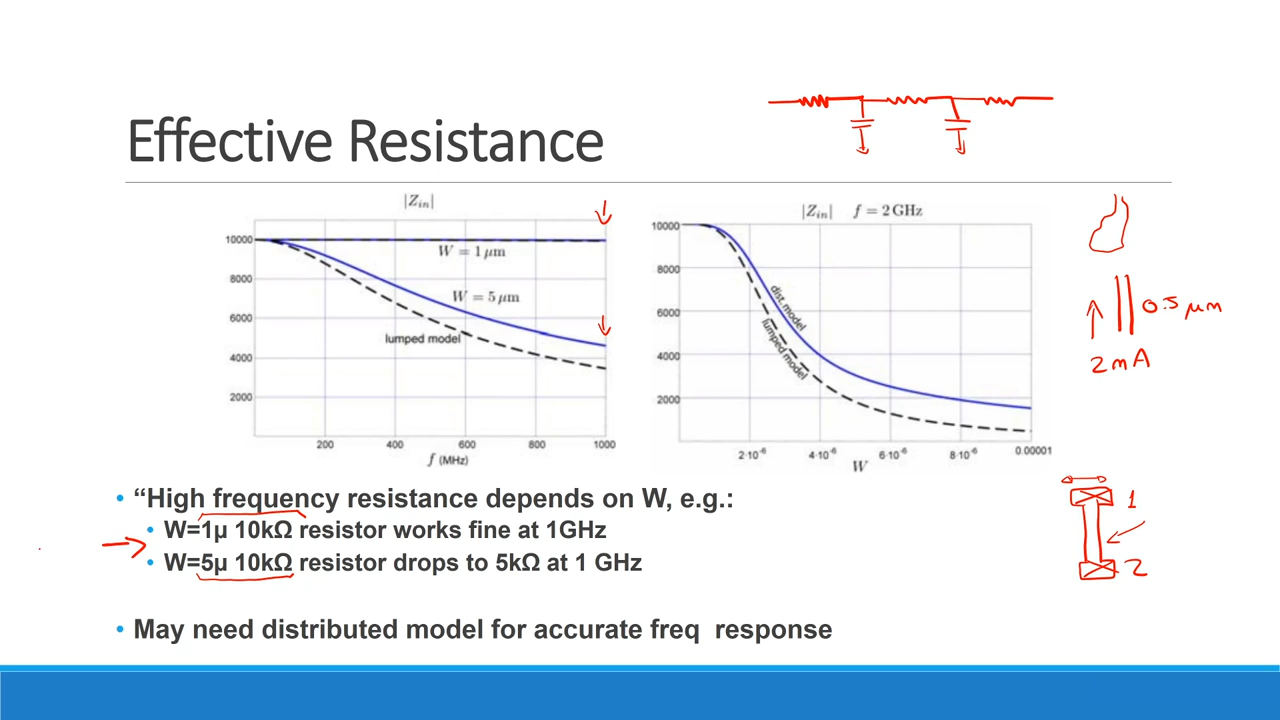 Effective Resistance
|Z_in|
10000
8000
6000
4000
2000
W = 1 μm
W = 5 μm
lumped model
200
400
600
800
1000
f (MHz)
|Z_in| f = 2 GHz
10000
8000
6000
4000
2000
dist. model
lumped model
2·10⁻⁶
4·10⁻⁶
6·10⁻⁶
8·10⁻⁶
0.00001
W
0.5 μm
2mA
1
2
• “High frequency resistance depends on W, e.g.:
• W=1µ 10kΩ resistor works fine at 1GHz
• W=5µ 10kΩ resistor drops to 5kΩ at 1 GHz
• May need distributed model for accurate freq response